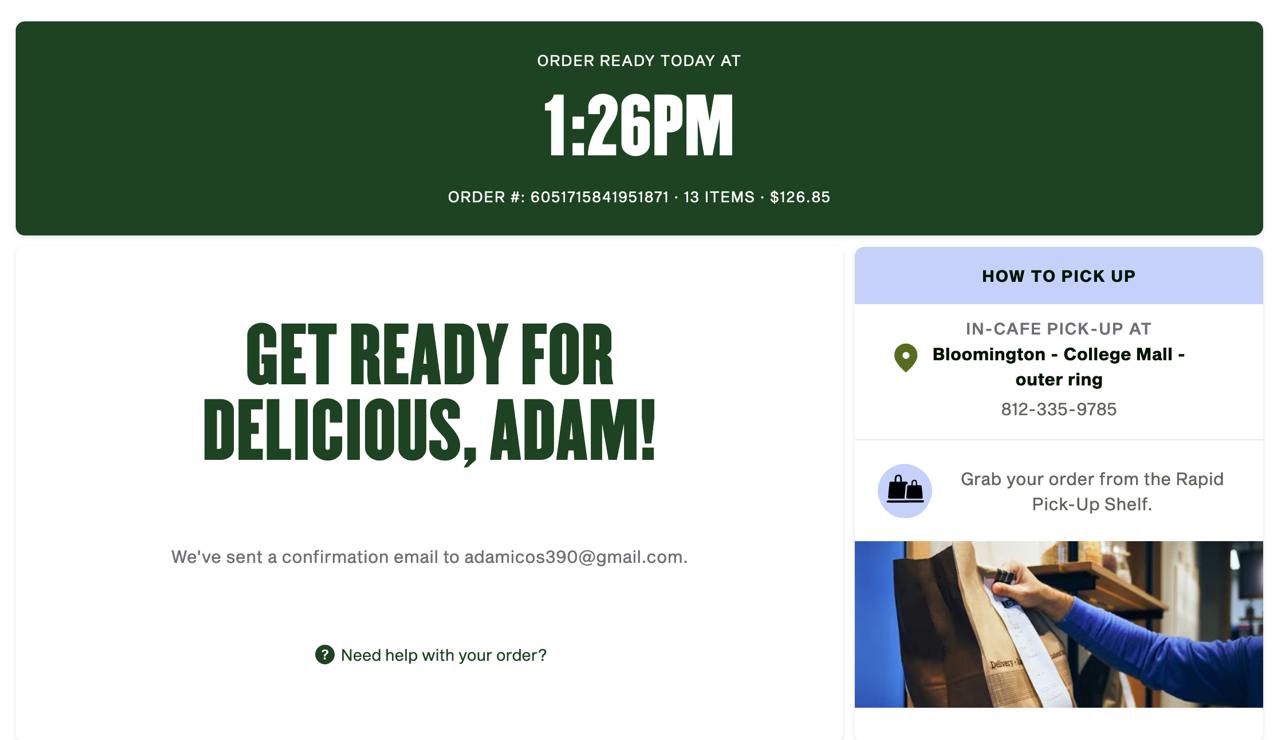 ORDER READY TODAY AT
1:26PM
ORDER #: 6051715841951871 · 13 ITEMS · $126.85
GET READY FOR
DELICIOUS, ADAM!
We've sent a confirmation email to adamicos390@gmail.com.
? Need help with your order?
HOW TO PICK UP
IN-CAFE PICK-UP AT
Bloomington - College Mall -
outer ring
812-335-9785
Grab your order from the Rapid
Pick-Up Shelf.
Delivery